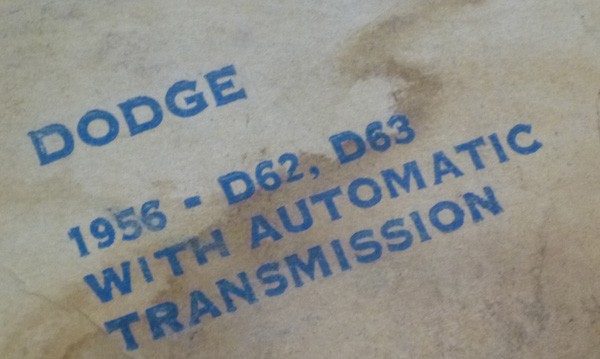 DODGE
1956 - D62, D63
WITH AUTOMATIC
TRANSMISSION